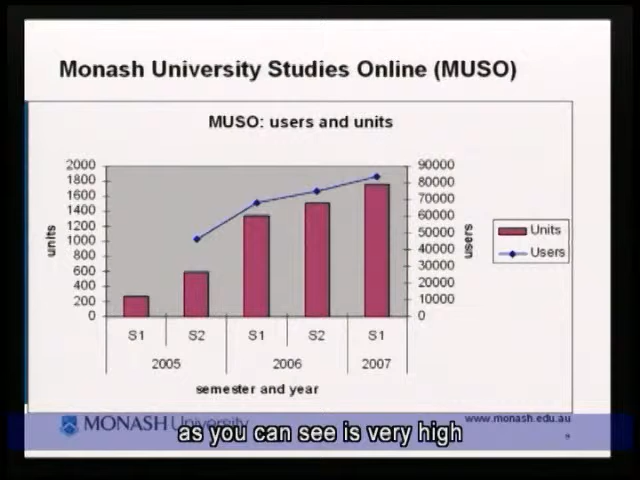 Monash University Studies Online (MUSO)
MUSO: users and units
2000
1800
1600
1400
1200
1000
800
600
400
200
0
units
90000
80000
70000
60000
50000
40000
30000
20000
10000
0
users
Units
Users
S1 S2 S1 S2 S1
2005 2006 2007
semester and year
MONASH University
www.monash.edu.au
as you can see is very high
9